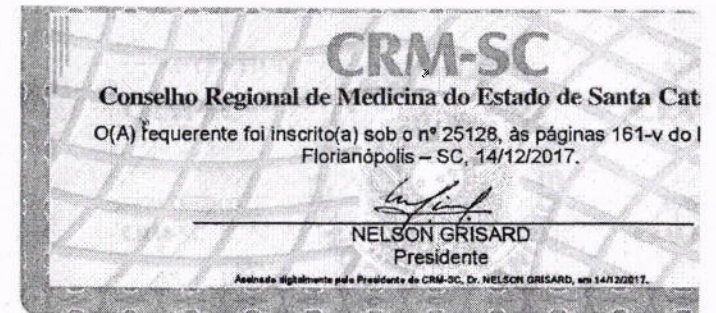 CRM-SC
Conselho Regional de Medicina do Estado de Santa Cat
O(A) requerente foi inscrito(a) sob o nº 25128, às páginas 161-v do l
Florianópolis – SC, 14/12/2017.
NELSON GRISARD
Presidente
Assinado digitalmente pelo Presidente do CRM-SC, Dr. NELSON GRISARD, em 14/12/2017.